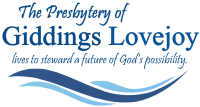 The Presbytery of
Giddings Lovejoy
lives to steward a future of God's possibility.